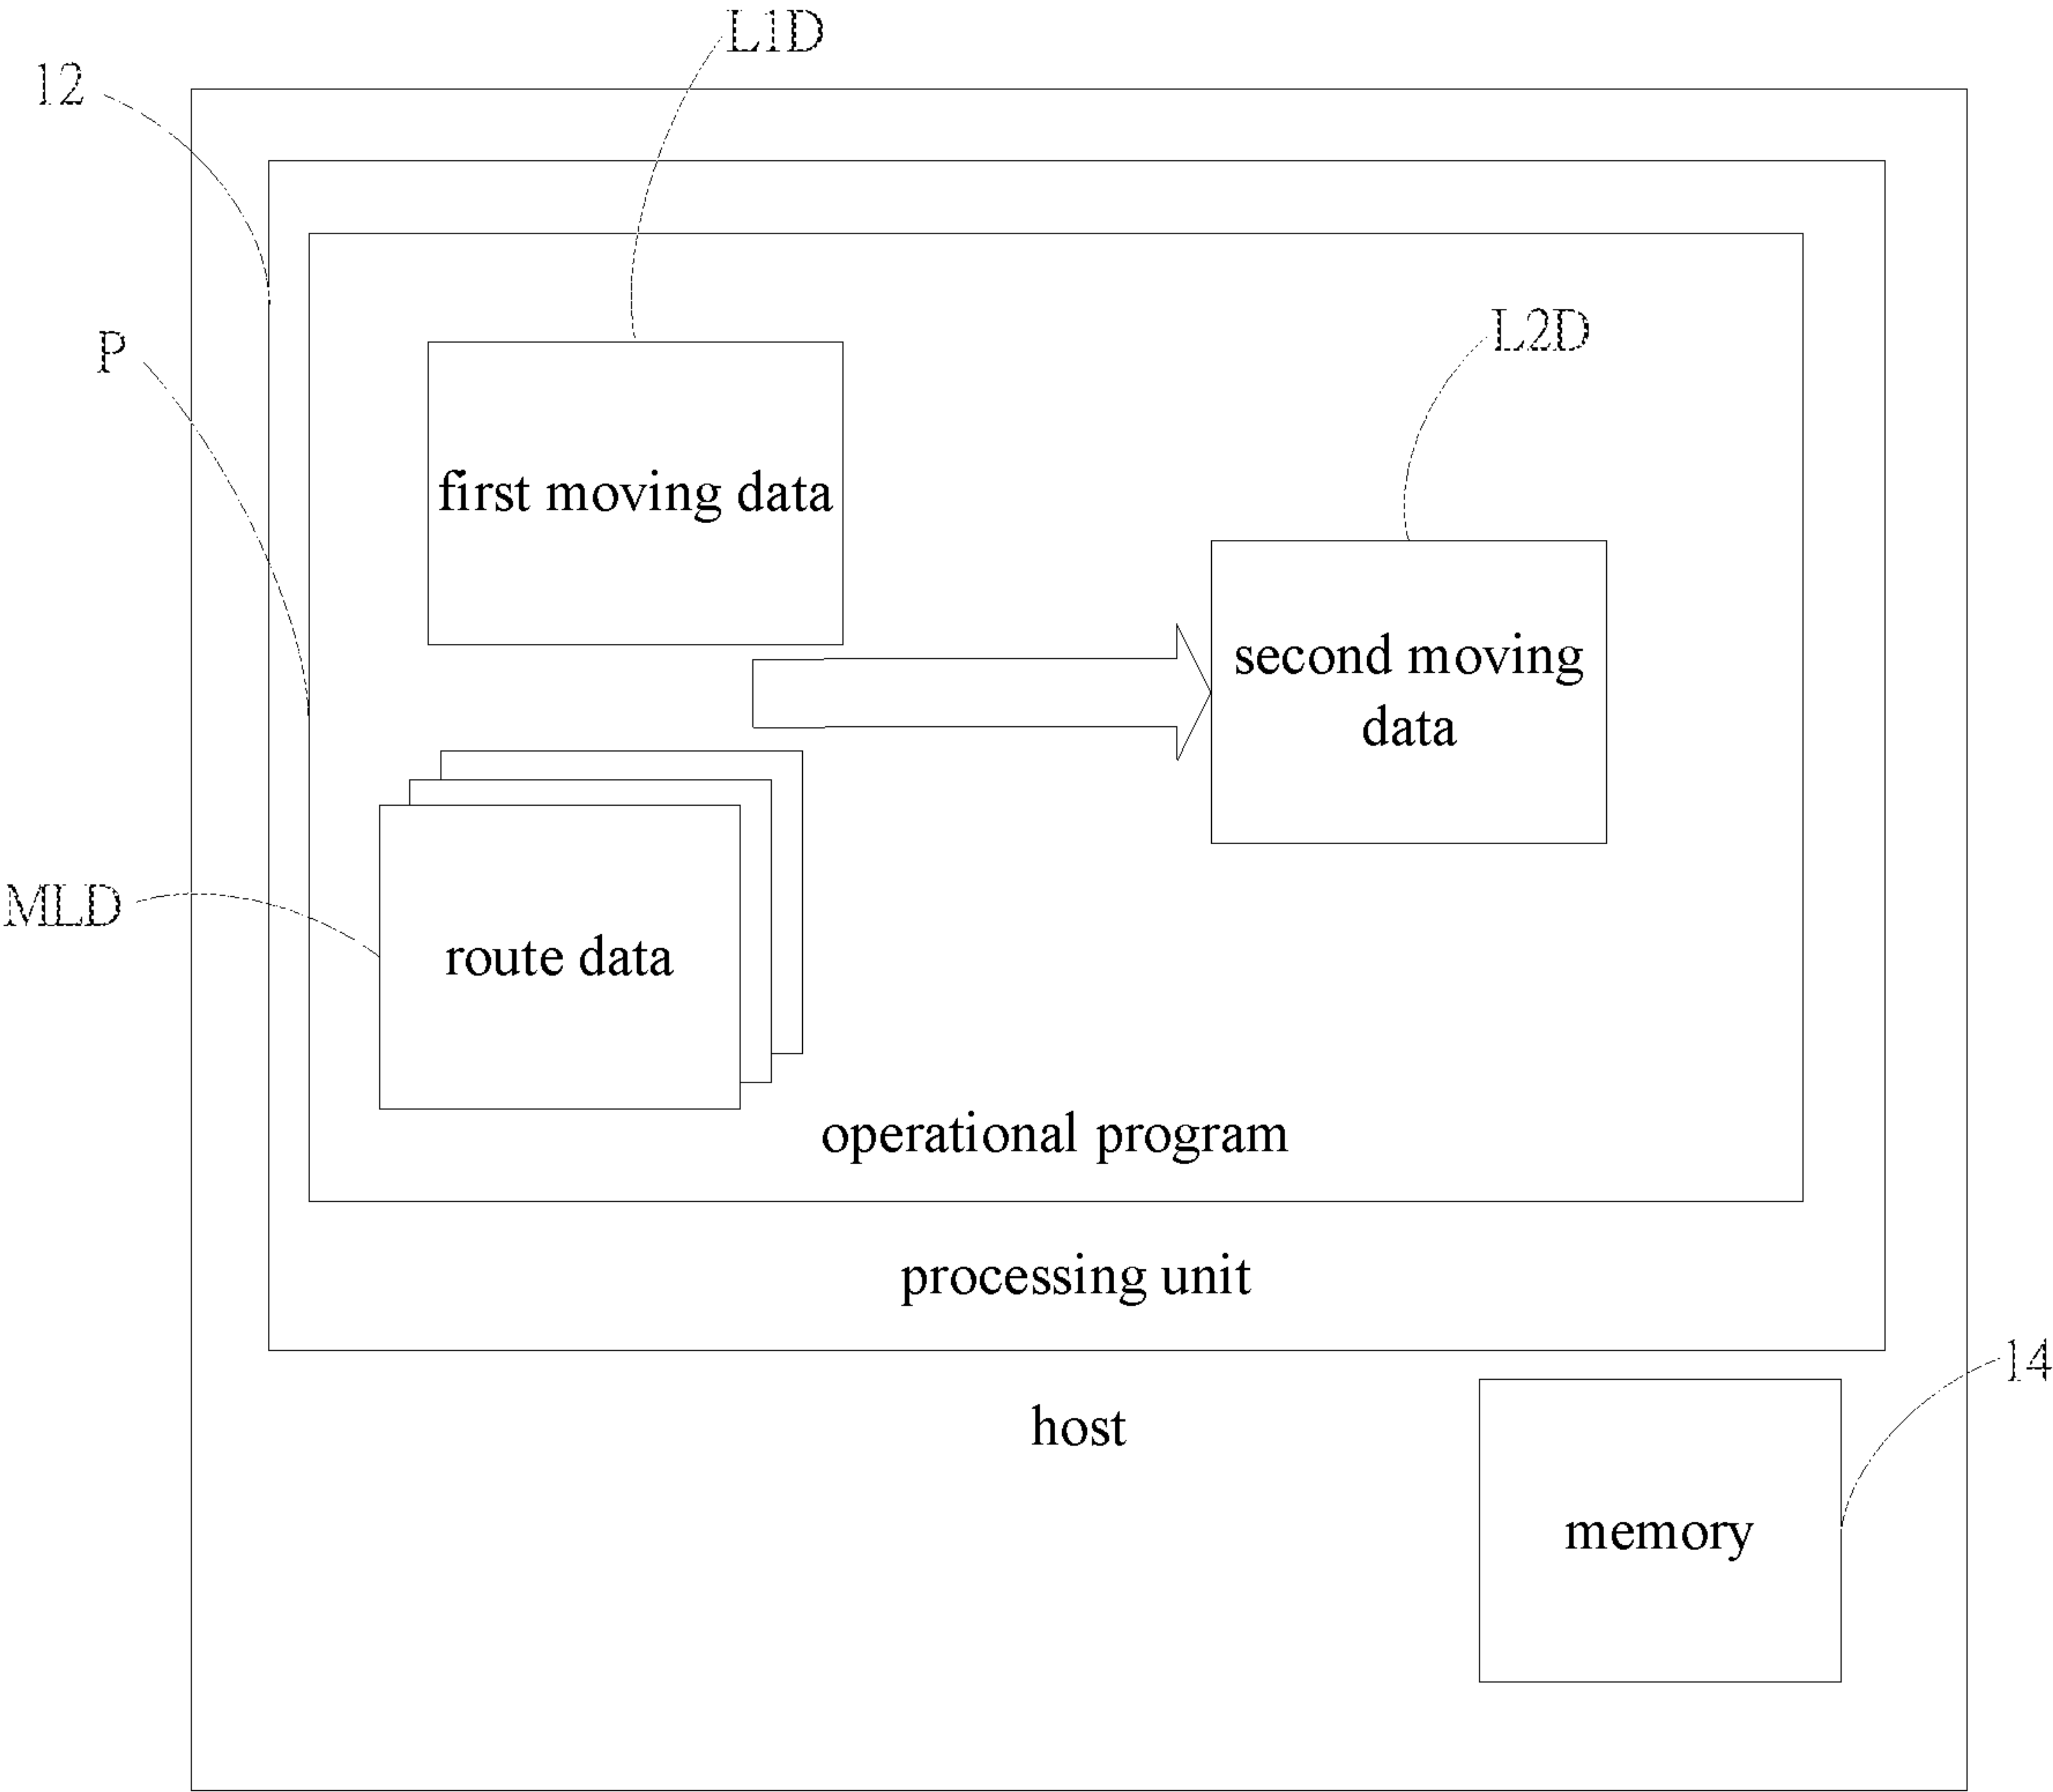 L1D
12
P
L2D
first moving data
second moving
data
MLD
route data
operational program
processing unit
14
host
memory